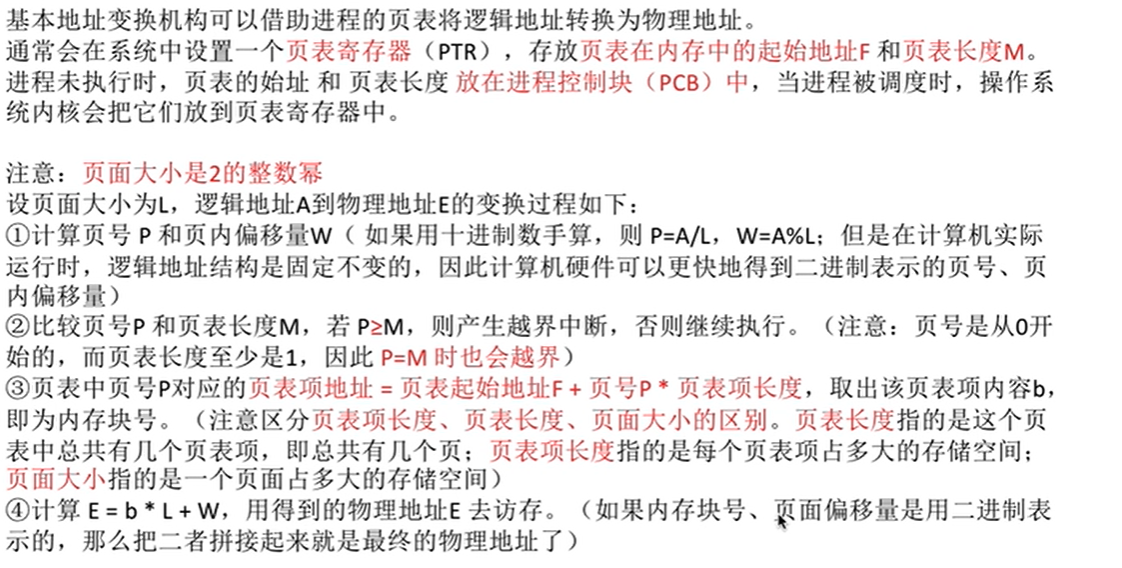 基本地址变换机构可以借助进程的页表将逻辑地址转换为物理地址。
通常会在系统中设置一个页表寄存器（PTR），存放页表在内存中的起始地址F 和页表长度M。
进程未执行时，页表的始址 和 页表长度 放在进程控制块（PCB）中，当进程被调度时，操作系
统内核会把它们放到页表寄存器中。
注意：页面大小是2的整数幂
设页面大小为L，逻辑地址A到物理地址E的变换过程如下：
①计算页号 P 和页内偏移量W（ 如果用十进制数手算，则 P=A/L，W=A%L；但是在计算机实际
运行时，逻辑地址结构是固定不变的，因此计算机硬件可以更快地得到二进制表示的页号、页
内偏移量）
②比较页号P 和页表长度M，若 P≥M，则产生越界中断，否则继续执行。（注意：页号是从0开
始的，而页表长度至少是1，因此 P=M 时也会越界）
③页表中页号P对应的页表项地址 = 页表起始地址F + 页号P * 页表项长度，取出该页表项内容b，
即为内存块号。（注意区分页表项长度、页表长度、页面大小的区别。页表长度指的是这个页
表中总共有几个页表项，即总共有几个页；页表项长度指的是每个页表项占多大的存储空间；
页面大小指的是一个页面占多大的存储空间）
④计算 E = b * L + W，用得到的物理地址E 去访存。（如果内存块号、页面偏移量是用二进制表
示的，那么把二者拼接起来就是最终的物理地址了）